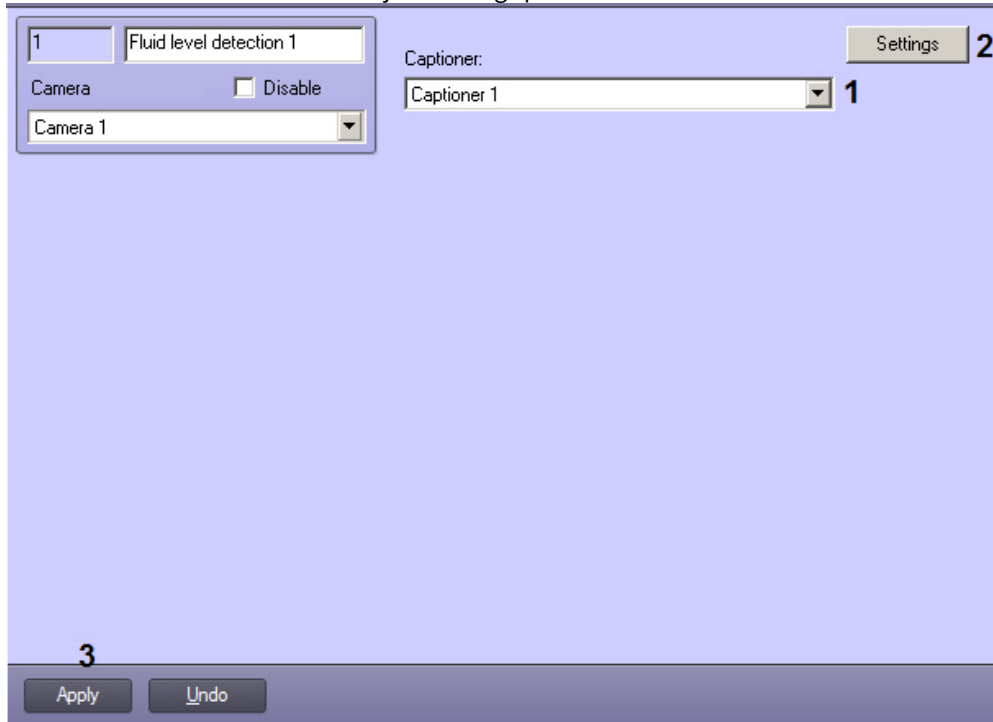 1
Fluid level detection 1
Settings
2
Captioner:
Camera
Disable
Captioner 1
1
Camera 1
3
Apply
Undo